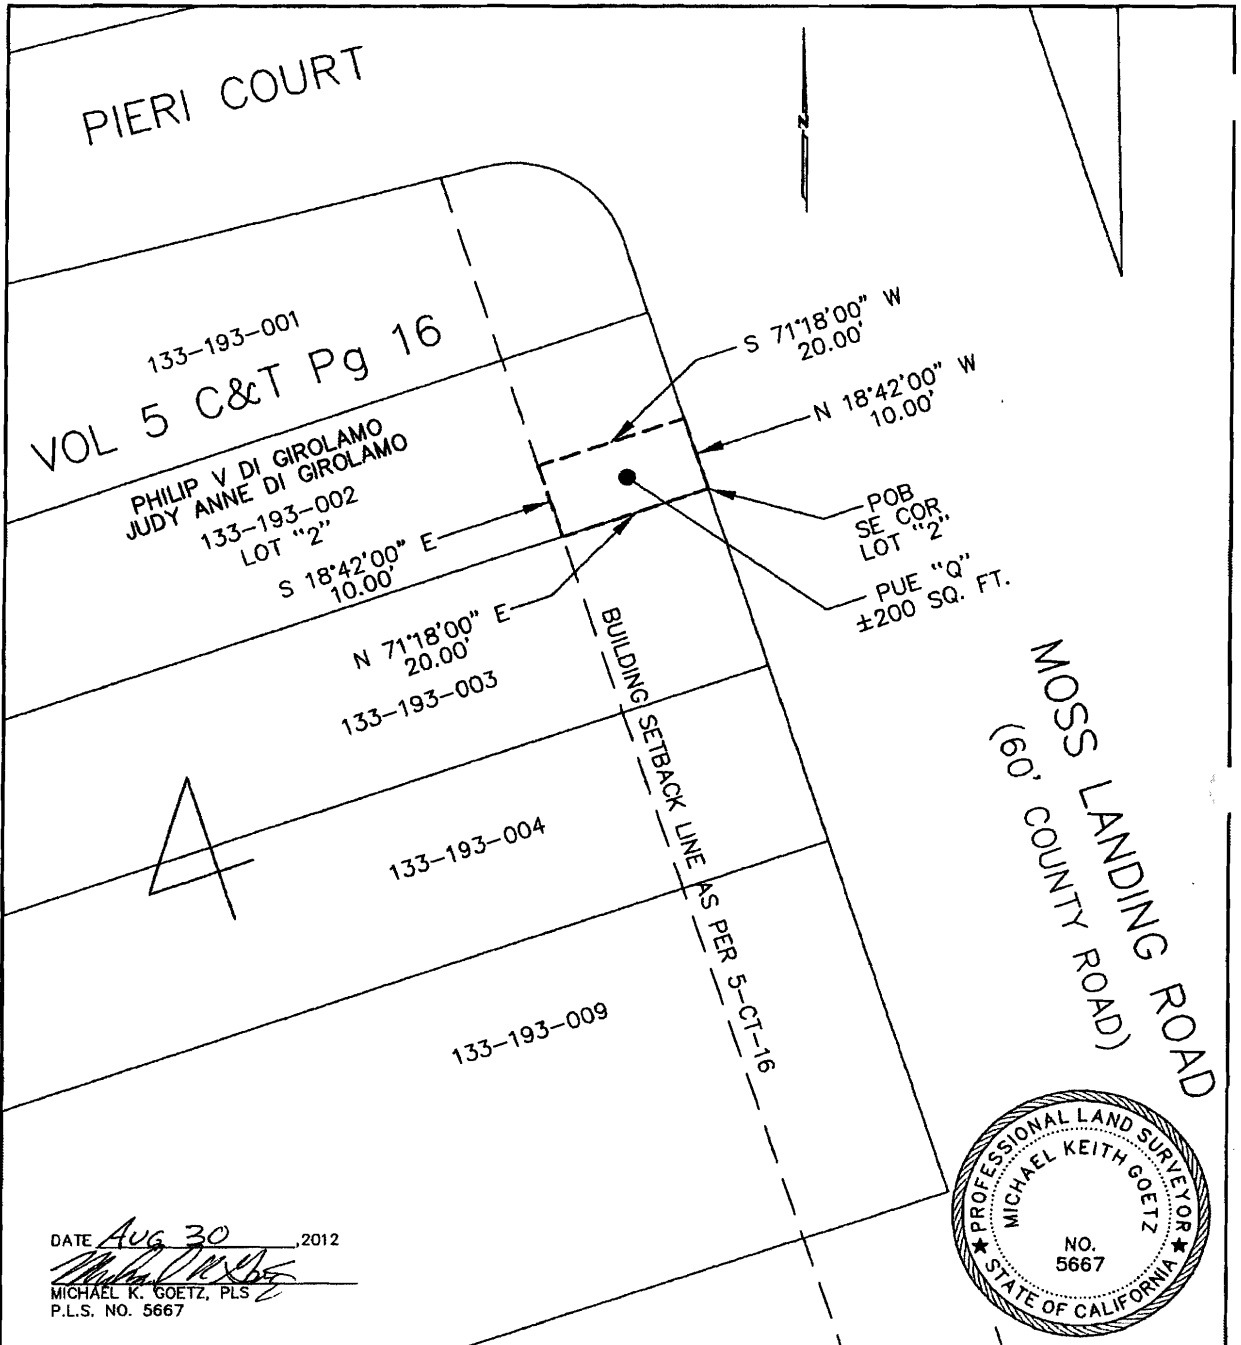 PIERI COURT
N
133-193-001
VOL 5 C&T Pg 16
S 71°18'00" W
20.00'
N 18°42'00" W
10.00'
PHILIP V DI GIROLAMO
JUDY ANNE DI GIROLAMO
133-193-002
LOT "2"
S 18°42'00" E
10.00'
POB
SE COR
LOT "2"
PUE "Q"
±200 SQ. FT.
N 71°18'00" E
20.00'
133-193-003
BUILDING SETBACK LINE AS PER 5-CT-16
MOSS LANDING ROAD
(60' COUNTY ROAD)
4
133-193-004
133-193-009
DATE AUG 30 ,2012
MICHAEL K. GOETZ, PLS
P.L.S. NO. 5667
PROFESSIONAL LAND SURVEYOR
MICHAEL KEITH GOETZ
NO.
5667
STATE OF CALIFORNIA